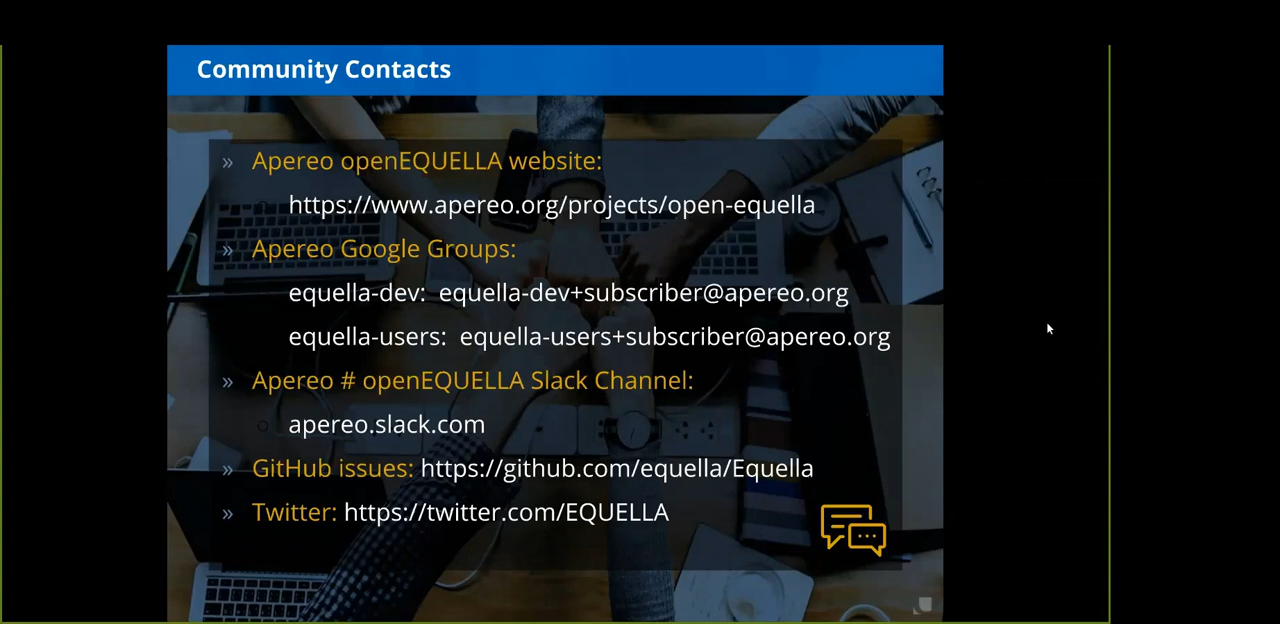 Community Contacts
» Apereo openEQUELLA website:
https://www.apereo.org/projects/open-equella
» Apereo Google Groups:
equella-dev: equella-dev+subscriber@apereo.org
equella-users: equella-users+subscriber@apereo.org
» Apereo # openEQUELLA Slack Channel:
apereo.slack.com
» GitHub issues: https://github.com/equella/Equella
» Twitter: https://twitter.com/EQUELLA